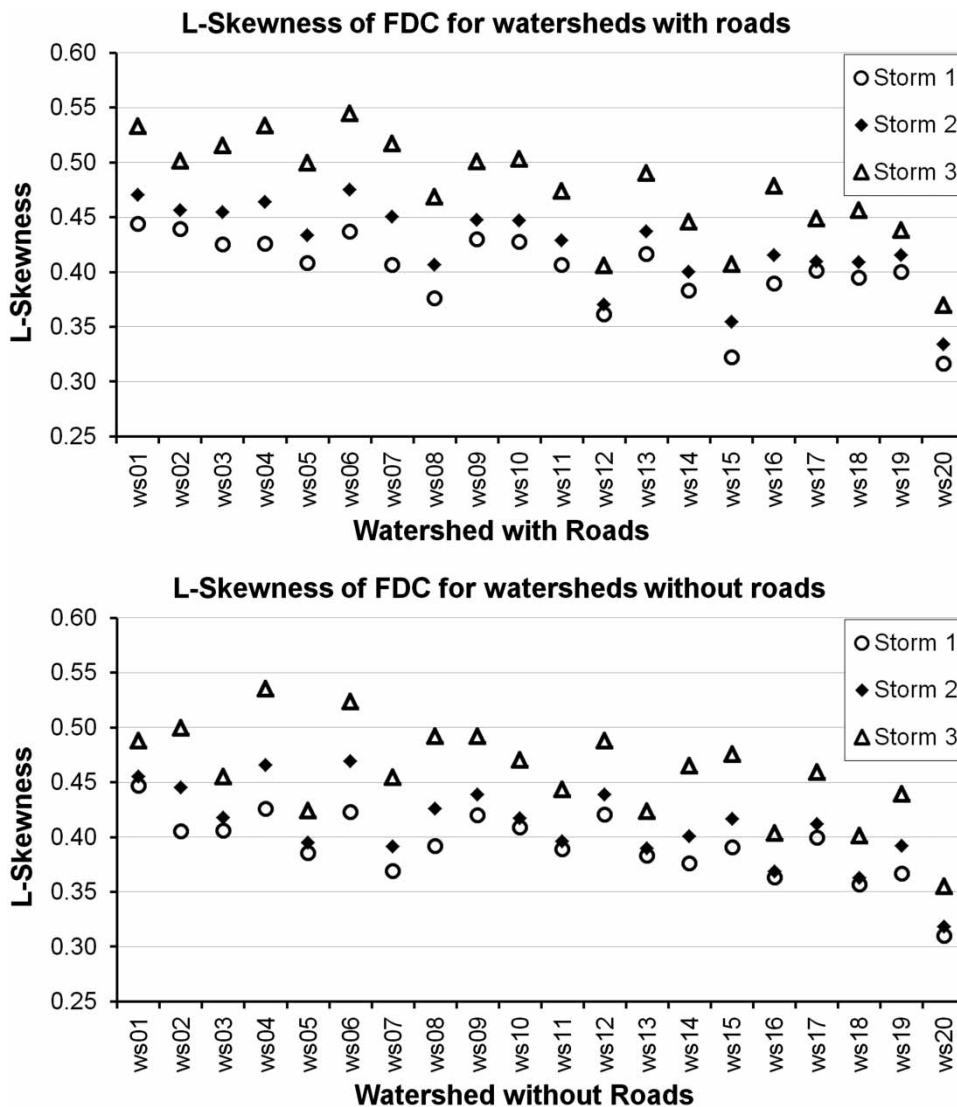 L-Skewness of FDC for watersheds with roads
0.60
0.55
0.50
0.45
0.40
0.35
0.30
0.25
L-Skewness
Storm 1
Storm 2
Storm 3
ws01
ws02
ws03
ws04
ws05
ws06
ws07
ws08
ws09
ws10
ws11
ws12
ws13
ws14
ws15
ws16
ws17
ws18
ws19
ws20
Watershed with Roads
L-Skewness of FDC for watersheds without roads
0.60
0.55
0.50
0.45
0.40
0.35
0.30
0.25
L-Skewness
Storm 1
Storm 2
Storm 3
ws01
ws02
ws03
ws04
ws05
ws06
ws07
ws08
ws09
ws10
ws11
ws12
ws13
ws14
ws15
ws16
ws17
ws18
ws19
ws20
Watershed without Roads